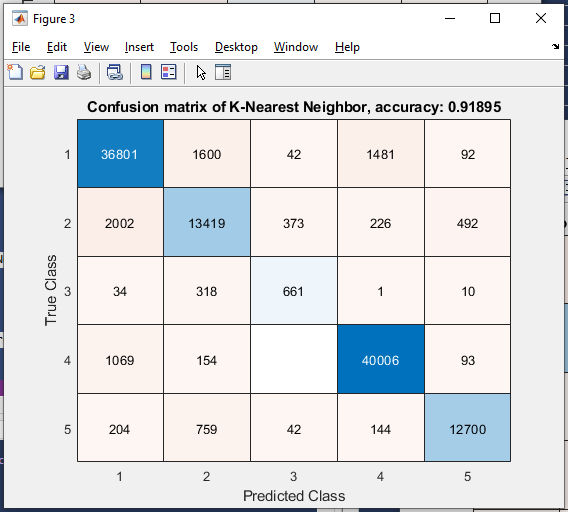 Figure 3
File Edit View Insert Tools Desktop Window Help
Confusion matrix of K-Nearest Neighbor, accuracy: 0.91895
1 36801 1600 42 1481 92
2 2002 13419 373 226 492
3 34 318 661 1 10
4 1069 154 40006 93
5 204 759 42 144 12700
True Class
1 2 3 4 5
Predicted Class